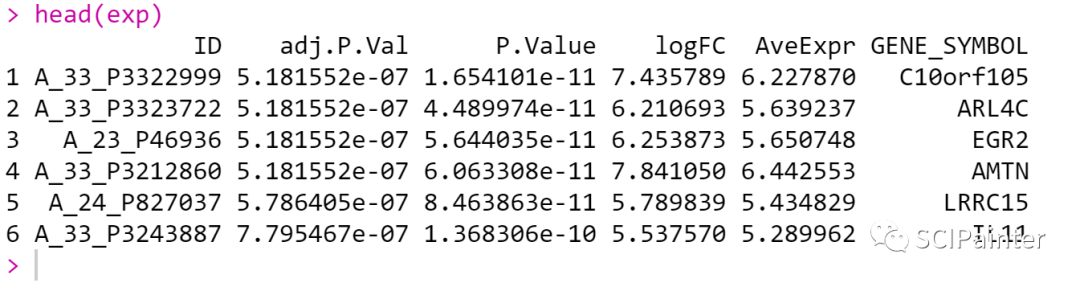 > head(exp)
ID adj.P.Val P.Value logFC AveExpr GENE_SYMBOL
1 A_33_P3322999 5.181552e-07 1.654101e-11 7.435789 6.227870 C10orf105
2 A_33_P3323722 5.181552e-07 4.489974e-11 6.210693 5.639237 ARL4C
3 A_23_P46936 5.181552e-07 5.644035e-11 6.253873 5.650748 EGR2
4 A_33_P3212860 5.181552e-07 6.063308e-11 7.841050 6.442553 AMTN
5 A_24_P827037 5.786405e-07 8.463863e-11 5.789839 5.434829 LRRC15
6 A_33_P3243887 7.795467e-07 1.368306e-10 5.537570 5.289962
SCIPainter
>